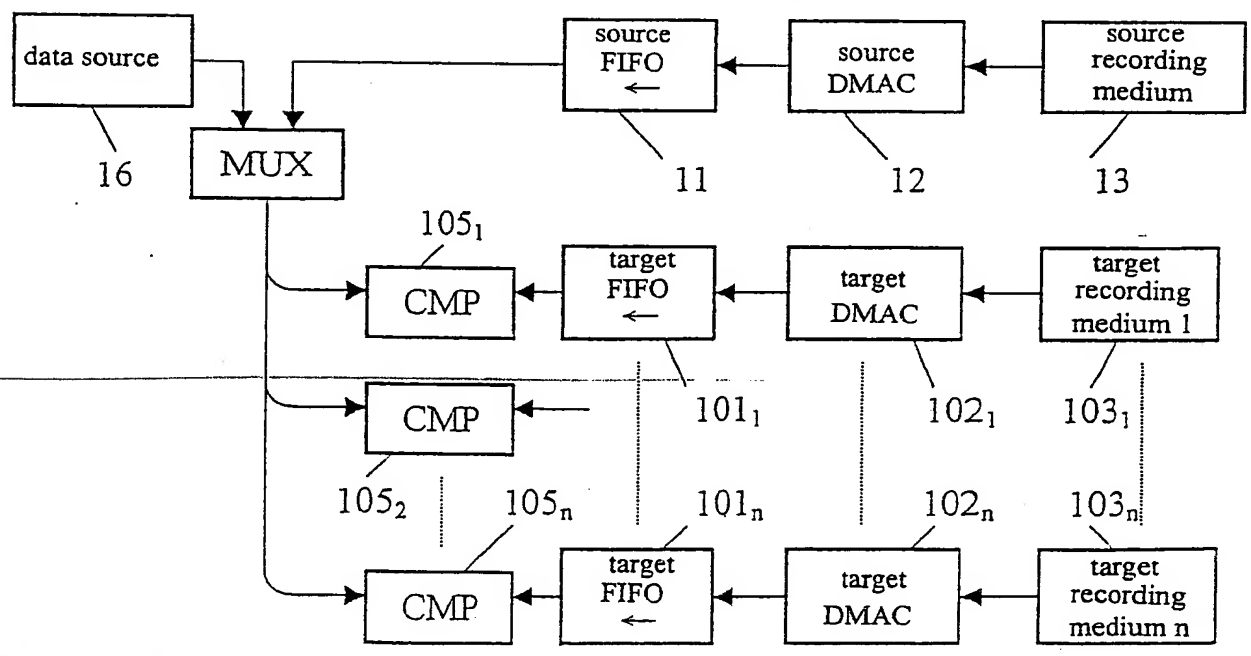 data source
source
FIFO
←
source
DMAC
source
recording
medium
16
MUX
11
12
13
105₁
CMP
target
FIFO
←
target
DMAC
target
recording
medium 1
CMP
101₁
102₁
103₁
105₂
105ₙ
101ₙ
102ₙ
103ₙ
CMP
target
FIFO
←
target
DMAC
target
recording
medium n